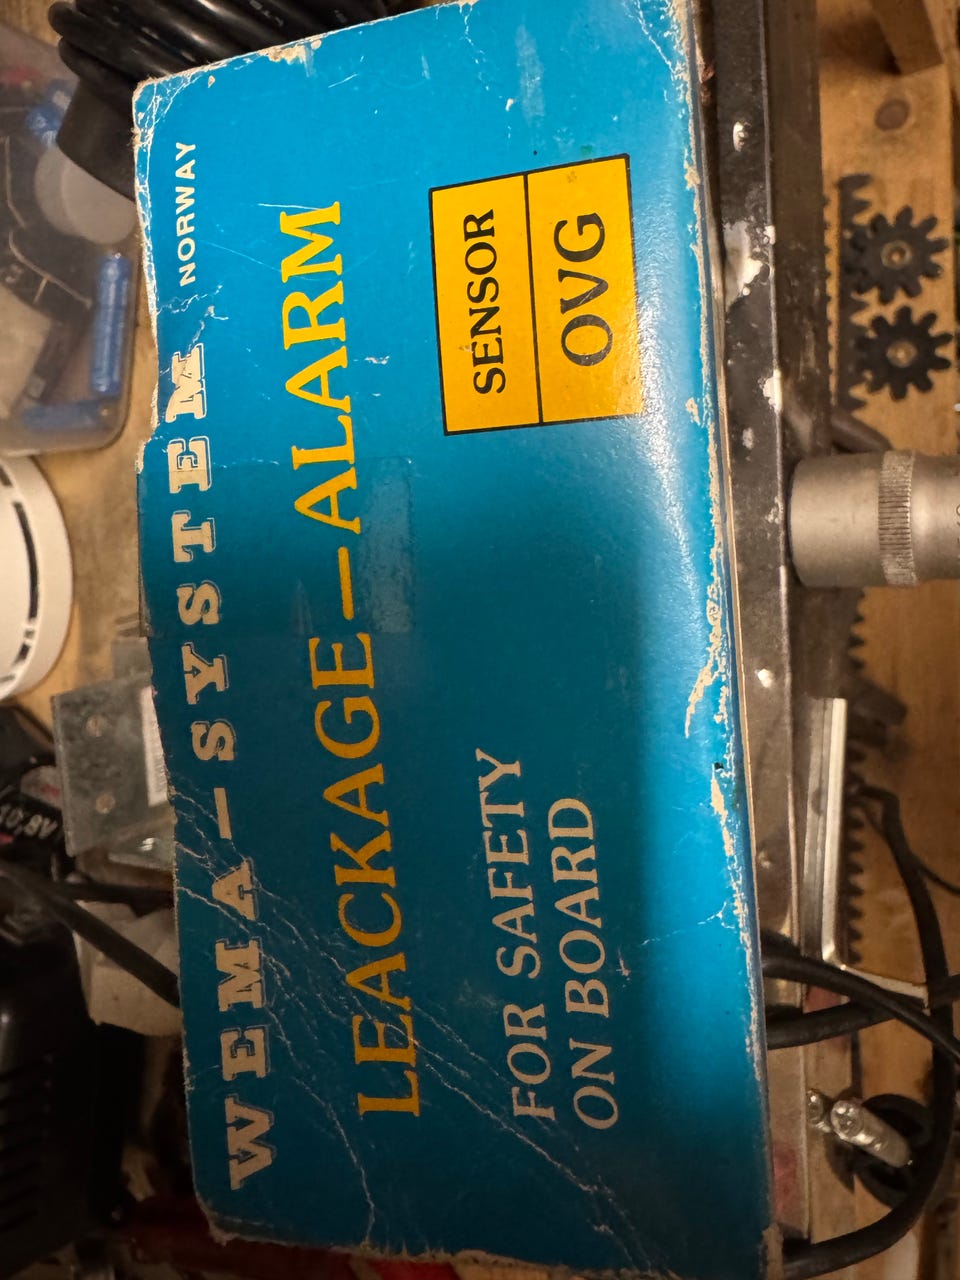 WEMA-SYSTEM NORWAY
LEACKAGE-ALARM
SENSOR
OVG
FOR SAFETY
ON BOARD